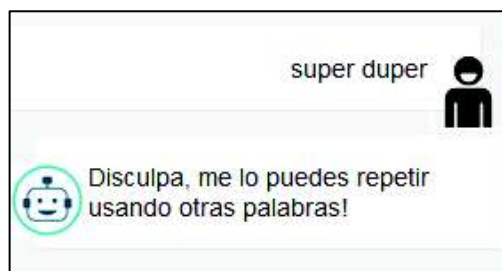 super duper
Disculpa, me lo puedes repetir
usando otras palabras!